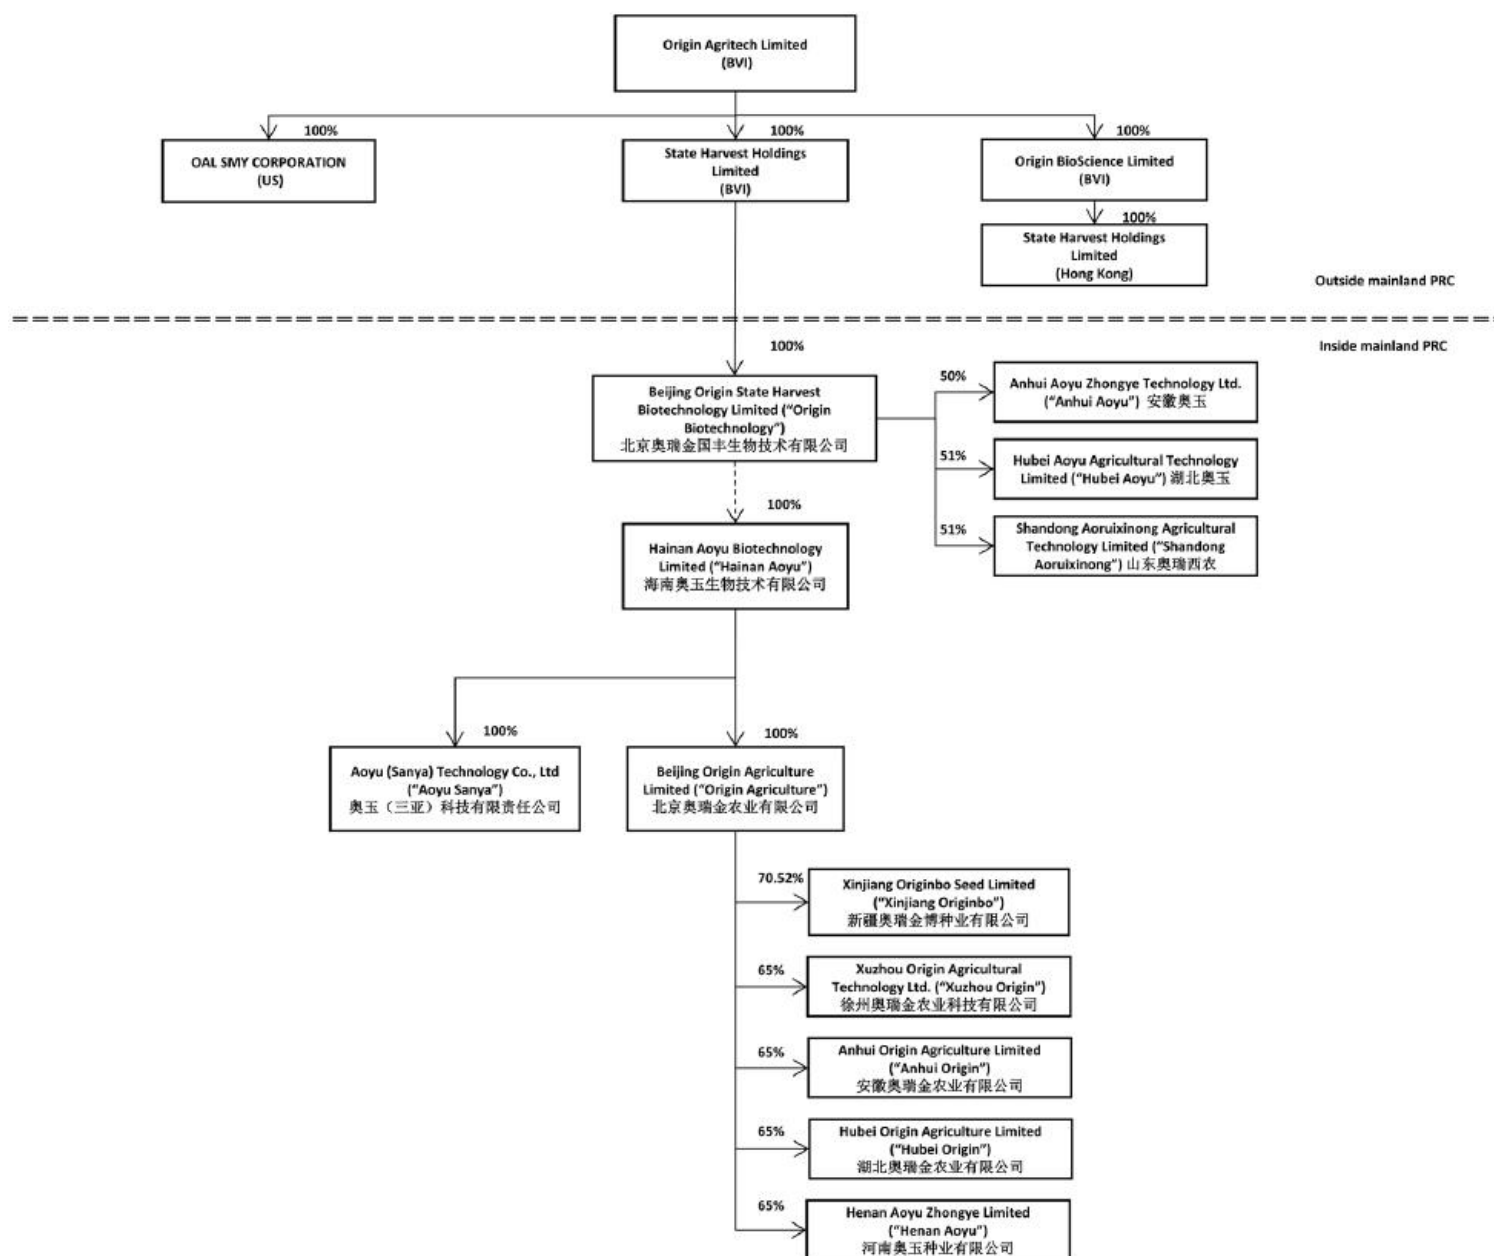 Origin Agritech Limited
(BVI)
100%
100%
100%
OAL SMY CORPORATION
(US)
State Harvest Holdings
Limited
(BVI)
Origin BioScience Limited
(BVI)
100%
State Harvest Holdings
Limited
(Hong Kong)
Outside mainland PRC
Inside mainland PRC
100%
Beijing Origin State Harvest
Biotechnology Limited (“Origin
Biotechnology”)
北京奥瑞金国丰生物技术有限公司
50%
Anhui Aoyu Zhongye Technology Ltd.
(“Anhui Aoyu”) 安徽奥玉
51%
Hubei Aoyu Agricultural Technology
Limited (“Hubei Aoyu”) 湖北奥玉
51%
Shandong Aoruixinong Agricultural
Technology Limited (“Shandong
Aoruixinong”) 山东奥瑞西农
100%
Hainan Aoyu Biotechnology
Limited (“Hainan Aoyu”)
海南奥玉生物技术有限公司
100%
100%
Aoyu (Sanya) Technology Co., Ltd
(“Aoyu Sanya”)
奥玉（三亚）科技有限责任公司
Beijing Origin Agriculture
Limited (“Origin Agriculture”)
北京奥瑞金农业有限公司
70.52%
Xinjiang Originbo Seed Limited
(“Xinjiang Originbo”)
新疆奥瑞金博种业有限公司
65%
Xuzhou Origin Agricultural
Technology Ltd. (“Xuzhou Origin”)
徐州奥瑞金农业科技有限公司
65%
Anhui Origin Agriculture Limited
(“Anhui Origin”)
安徽奥瑞金农业有限公司
65%
Hubei Origin Agriculture Limited
(“Hubei Origin”)
湖北奥瑞金农业有限公司
65%
Henan Aoyu Zhongye Limited
(“Henan Aoyu”)
河南奥玉种业有限公司